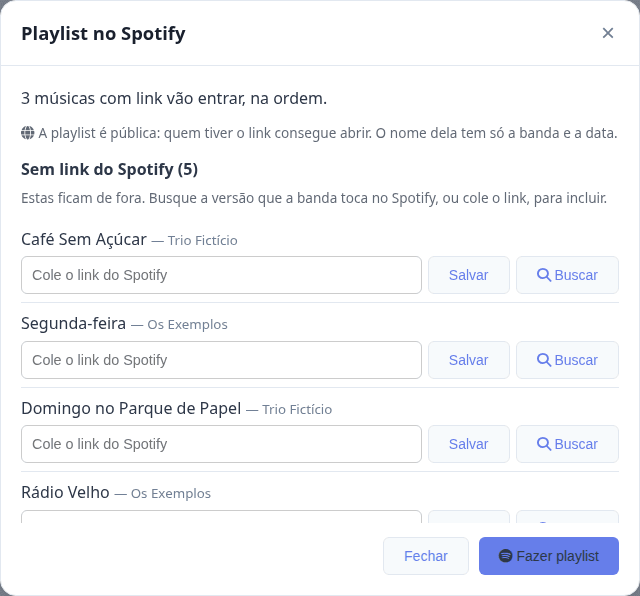 Playlist no Spotify
3 músicas com link vão entrar, na ordem.
A playlist é pública: quem tiver o link consegue abrir. O nome dela tem só a banda e a data.
Sem link do Spotify (5)
Estas ficam de fora. Busque a versão que a banda toca no Spotify, ou cole o link, para incluir.
Café Sem Açúcar — Trio Fictício
Cole o link do Spotify Salvar Buscar
Segunda-feira — Os Exemplos
Cole o link do Spotify Salvar Buscar
Domingo no Parque de Papel — Trio Fictício
Cole o link do Spotify Salvar Buscar
Rádio Velho — Os Exemplos
Fechar Fazer playlist